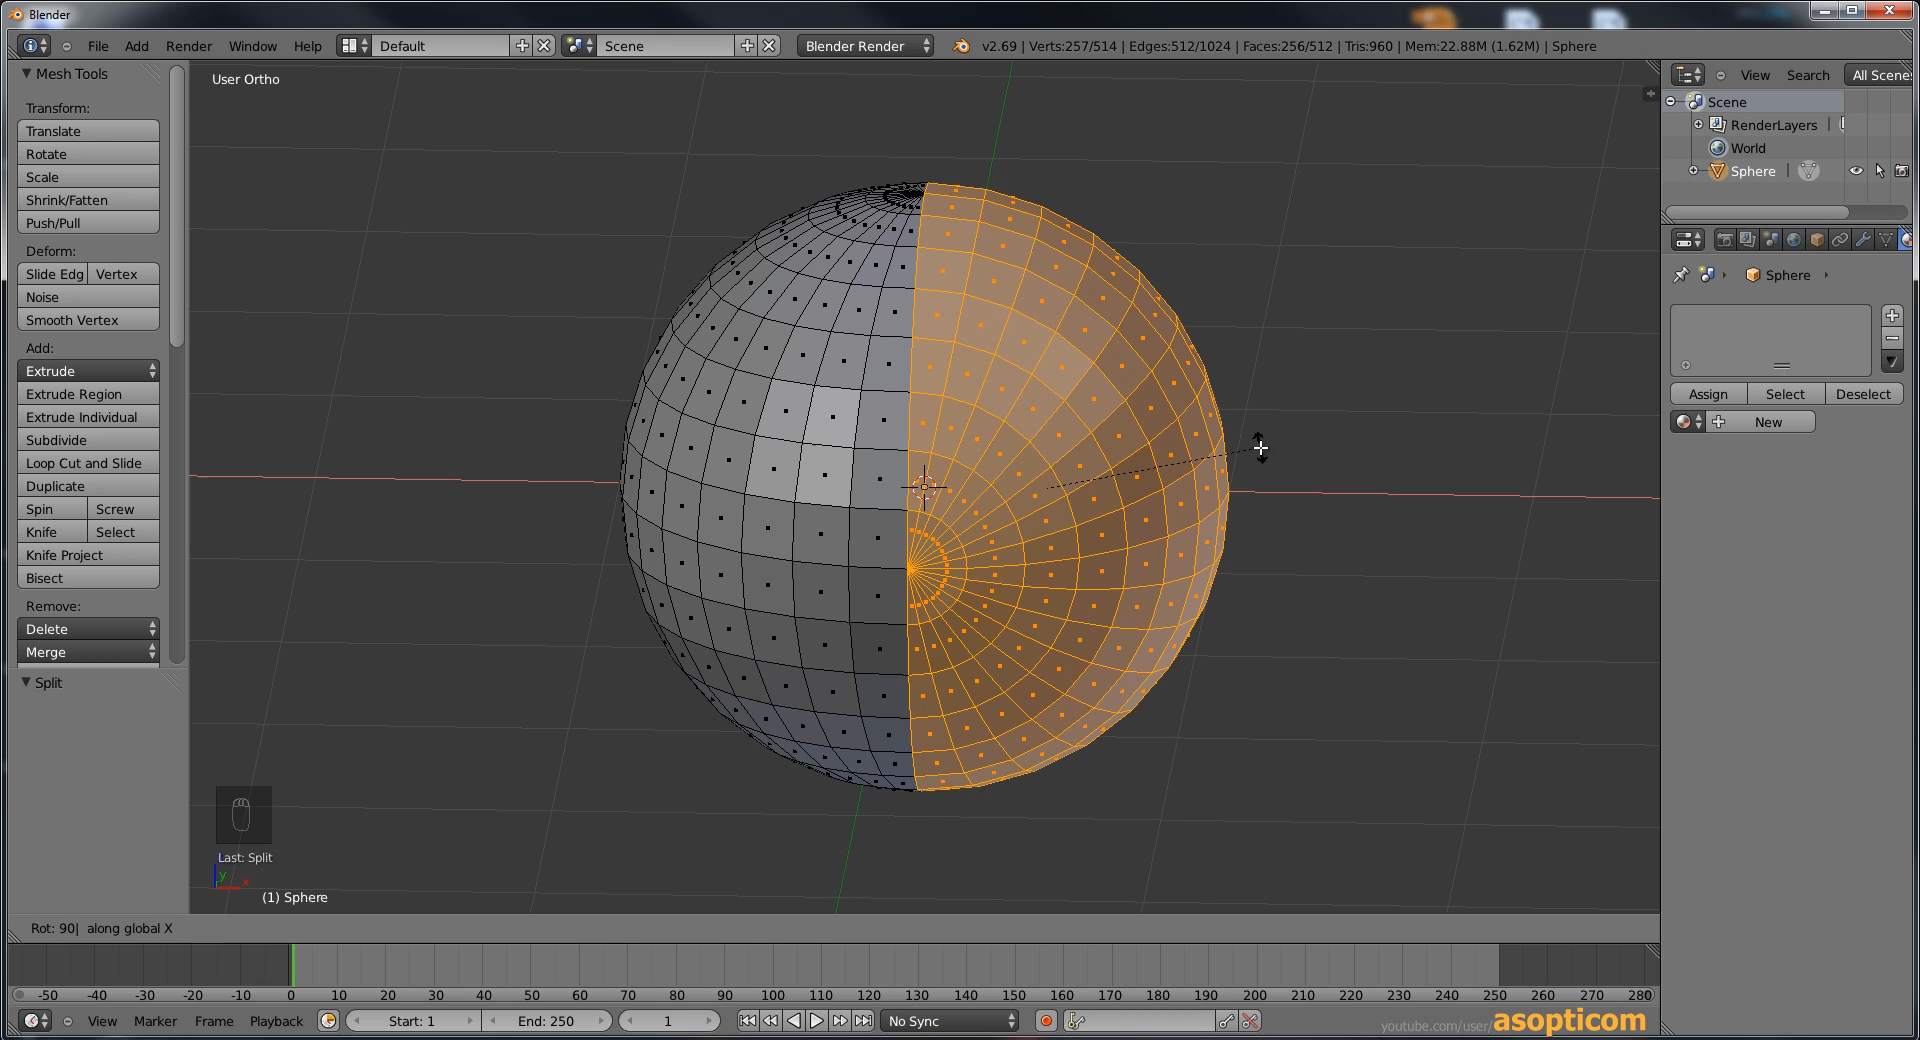 Blender
File Add Render Window Help Default Scene Blender Render v2.69 | Verts:257/514 | Edges:512/1024 | Faces:256/512 | Tris:960 | Mem:22.88M (1.62M) | Sphere
Mesh Tools
Transform:
Translate
Rotate
Scale
Shrink/Fatten
Push/Pull
Deform:
Slide Edg Vertex
Noise
Smooth Vertex
Add:
Extrude
Extrude Region
Extrude Individual
Subdivide
Loop Cut and Slide
Duplicate
Spin Screw
Knife Select
Knife Project
Bisect
Remove:
Delete
Merge
Split
User Ortho
Last: Split
y
x
(1) Sphere
Rot: 90| along global X
View Search All Scene
Scene
RenderLayers |
World
Sphere |
Sphere
Assign Select Deselect
New
-50 -40 -30 -20 -10 0 10 20 30 40 50 60 70 80 90 100 110 120 130 140 150 160 170 180 190 200 210 220 230 240 250 260 270 280
View Marker Frame Playback Start: 1 End: 250 1 No Sync
youtube.com/user/asopticom